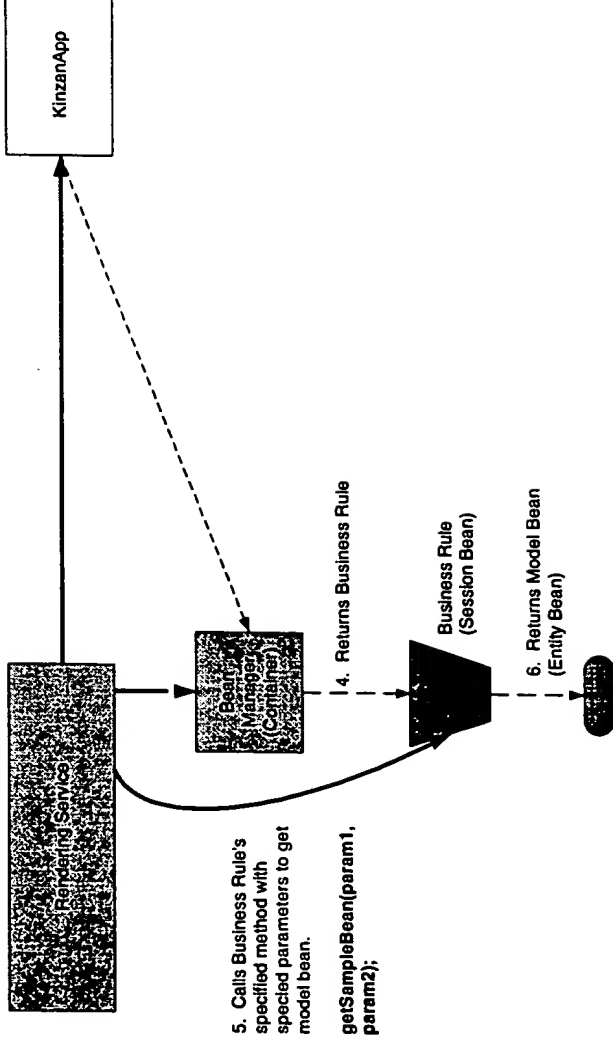 Rendering Service
KinzanApp
Bean
Manager
(Container)
4. Returns Business Rule
5. Calls Business Rule's
specified method with
specied parameters to get
model bean.
getSampleBean(param1,
param2);
Business Rule
(Session Bean)
6. Returns Model Bean
(Entity Bean)